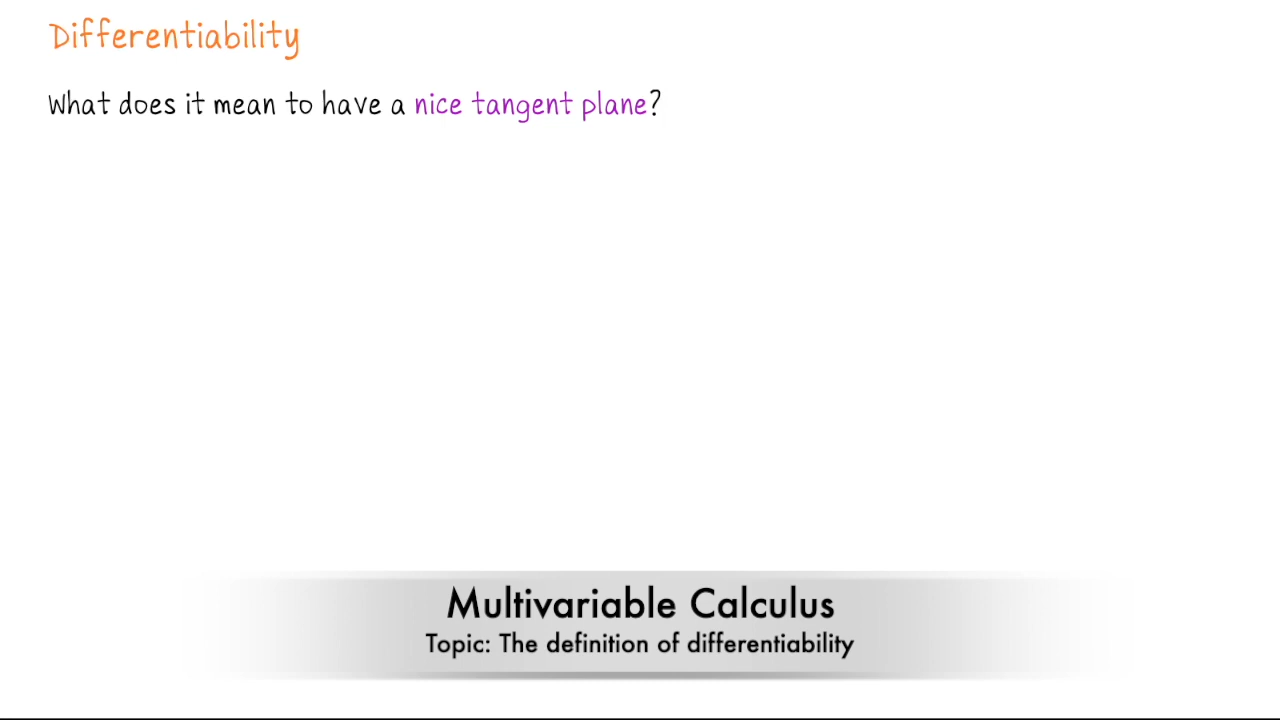 Differentiability
What does it mean to have a nice tangent plane?
Multivariable Calculus
Topic: The definition of differentiability